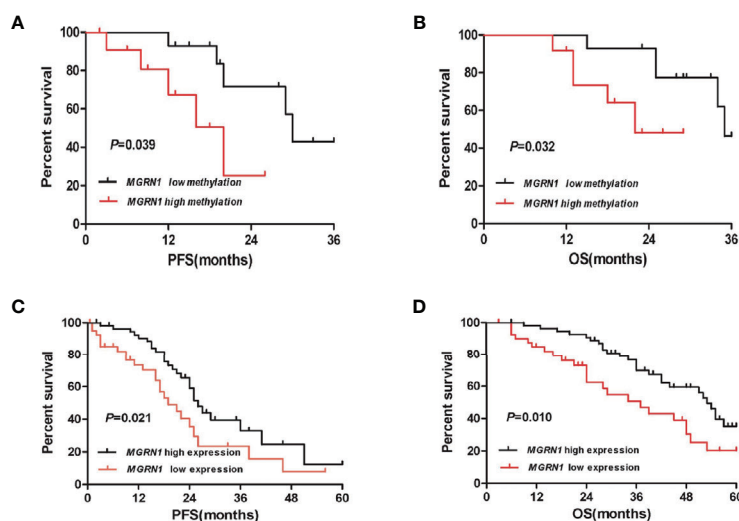 A
Percent survival
100
80
60
40
20
0
P=0.039
MGRN1 low methylation
MGRN1 high methylation
0 12 24 36
PFS(months)
B
Percent survival
100
80
60
40
20
0
P=0.032
MGRN1 low methylation
MGRN1 high methylation
0 12 24 36
OS(months)
C
Percent survival
100
80
60
40
20
0
P=0.021
MGRN1 high expression
MGRN1 low expression
0 12 24 36 48 60
PFS(months)
D
Percent survival
100
80
60
40
20
0
P=0.010
MGRN1 high expression
MGRN1 low expression
0 12 24 36 48 60
OS(months)